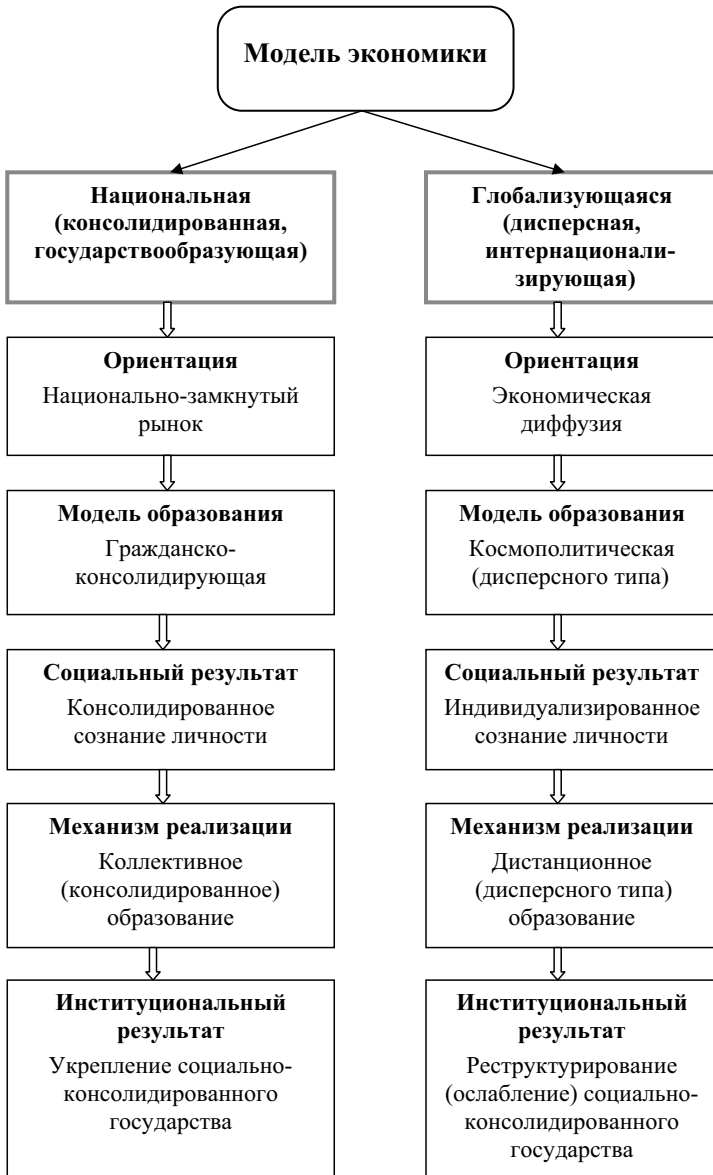 Модель экономики
Национальная
(консолидированная,
государствообразующая)
Ориентация
Национально-замкнутый
рынок
Модель образования
Гражданско-
консолидирующая
Социальный результат
Консолидированное
сознание личности
Механизм реализации
Коллективное
(консолидированное)
образование
Институциональный
результат
Укрепление социально-
консолидированного
государства
Глобализующаяся
(дисперсная,
интернационали-
зирующая)
Ориентация
Экономическая
диффузия
Модель образования
Космополитическая
(дисперсного типа)
Социальный результат
Индивидуализированное
сознание личности
Механизм реализации
Дистанционное
(дисперсного типа)
образование
Институциональный
результат
Реструктурирование
(ослабление) социально-
консолидированного
государства